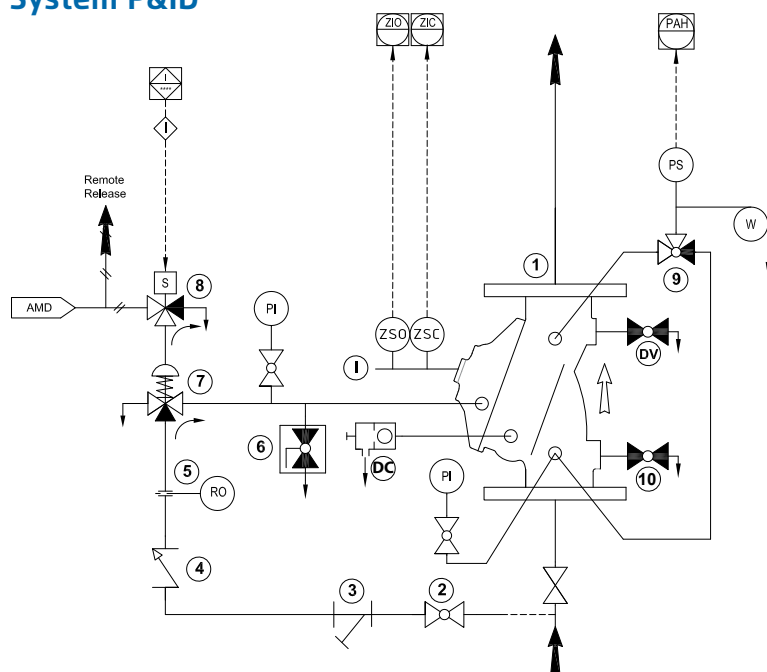 System P&ID
ZIO
ZIC
PAH
I
****
I
PS
Remote
Release
W
1
9
S
8
AMD
PI
ZSO
ZSC
DV
I
7
6
DC
5
PI
10
RO
4
3
2